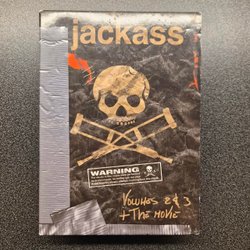 jackass
WARNING
VOLUMES 2 & 3
+ THE MOVIE